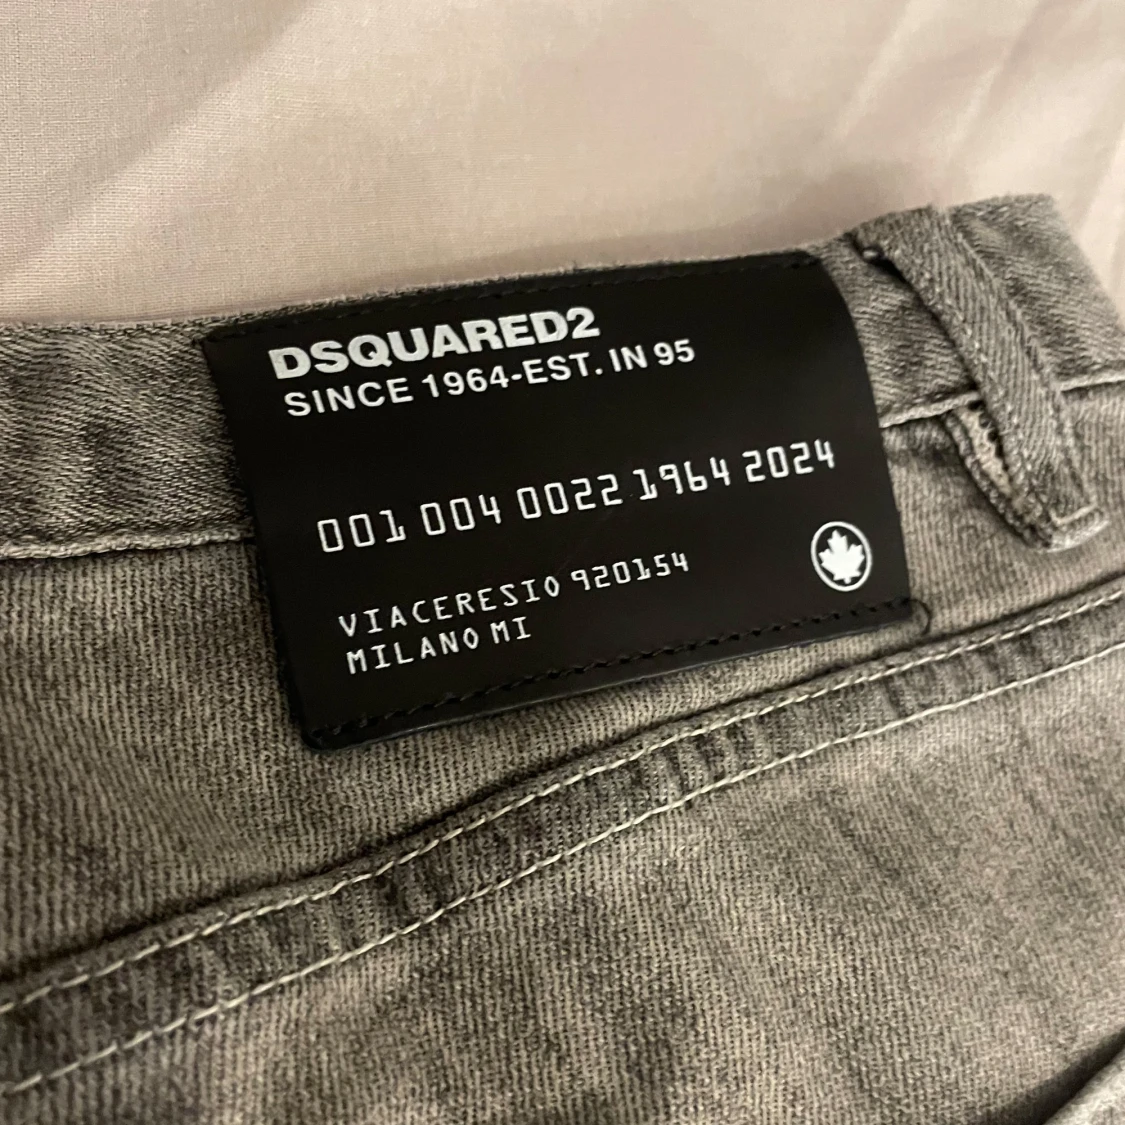 DSQUARED2
SINCE 1964-EST. IN 95
001 004 0022 1964 2024
VIACERESIO 920154
MILANO MI